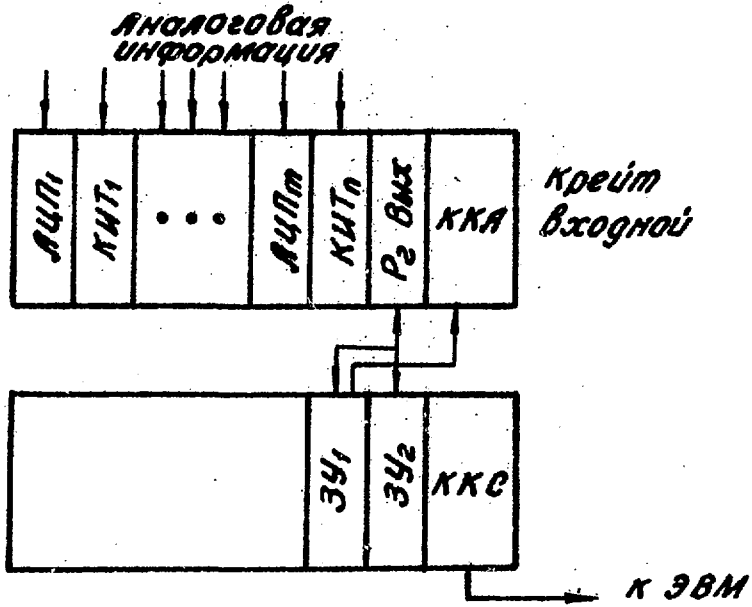 Аналоговая
информация
АЦП₁
КИТ₁
• • •
АЦПm
КИТn
Рг Вых
ККА
крейт
входной
ЗУ₁
ЗУ₂
ККС
к ЭВМ